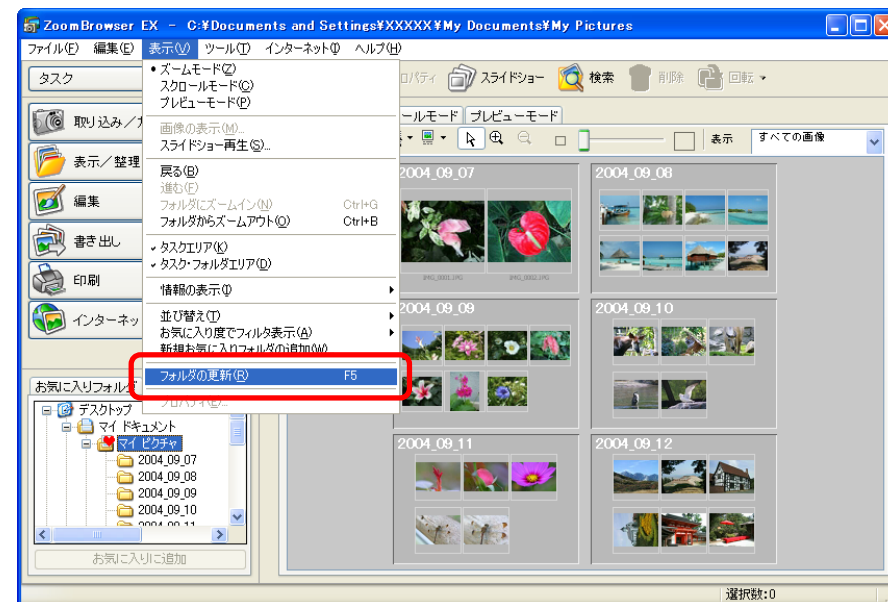 ZoomBrowser EX - C:¥Documents and Settings¥XXXXX¥My Documents¥My Pictures
ファイル(F) 編集(E) 表示(V) ツール(T) インターネット(I) ヘルプ(H)
タスク
ロパティ スライドショー 検索 削除 回転
取り込み/カ
表示/整理
編集
書き出し
印刷
インターネッ
• ズームモード(Z)
スクロールモード(C)
プレビューモード(P)
画像の表示(M)...
スライドショー再生(S)...
戻る(B)
進む(F)
フォルダにズームイン(N) Ctrl+G
フォルダからズームアウト(O) Ctrl+B
✓ タスクエリア(K)
✓ タスク・フォルダエリア(D)
情報の表示(I)
並び替え(T)
お気に入り度でフィルタ表示(A)
新規お気に入りフォルダの追加(W)
フォルダの更新(R) F5
プロパティ(E)...
ールモード プレビューモード
表示 すべての画像
2004_09_07
2004_09_08
IMG_0001.JPG
IMG_0002.JPG
2004_09_09
2004_09_10
2004_09_11
2004_09_12
お気に入りフォルダ
デスクトップ
マイ ドキュメント
マイ ピクチャ
2004_09_07
2004_09_08
2004_09_09
2004_09_10
2004_09_11
お気に入りに追加
選択数:0